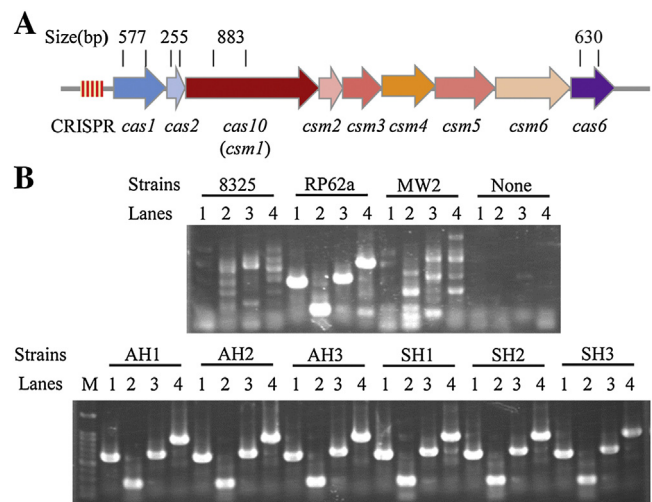 A
Size(bp) 577 255 883 630
CRISPR cas1 cas2 cas10 csm2 csm3 csm4 csm5 csm6 cas6
(csm1)
B
Strains 8325 RP62a MW2 None
Lanes 1 2 3 4 1 2 3 4 1 2 3 4 1 2 3 4
Strains AH1 AH2 AH3 SH1 SH2 SH3
Lanes M 1 2 3 4 1 2 3 4 1 2 3 4 1 2 3 4 1 2 3 4 1 2 3 4